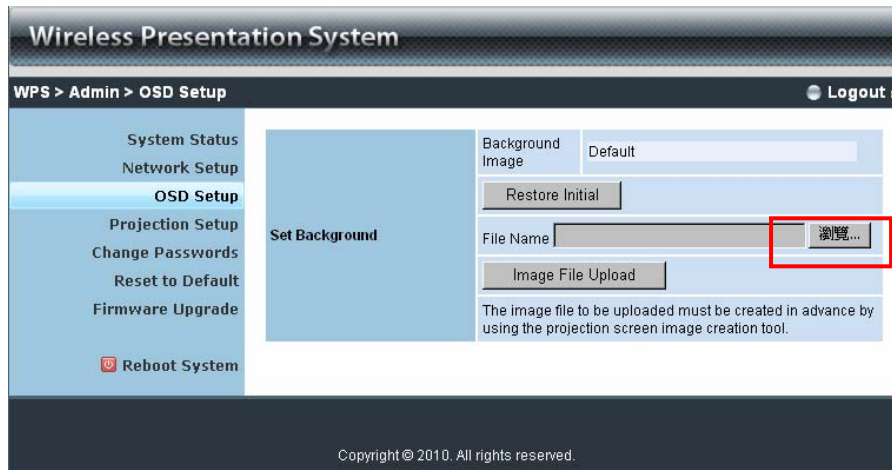 Wireless Presentation System
WPS > Admin > OSD Setup
Logout
System Status
Network Setup
OSD Setup
Projection Setup
Change Passwords
Reset to Default
Firmware Upgrade
Reboot System
Set Background
Background
Image
Default
Restore Initial
File Name
瀏覽...
Image File Upload
The image file to be uploaded must be created in advance by
using the projection screen image creation tool.
Copyright © 2010. All rights reserved.